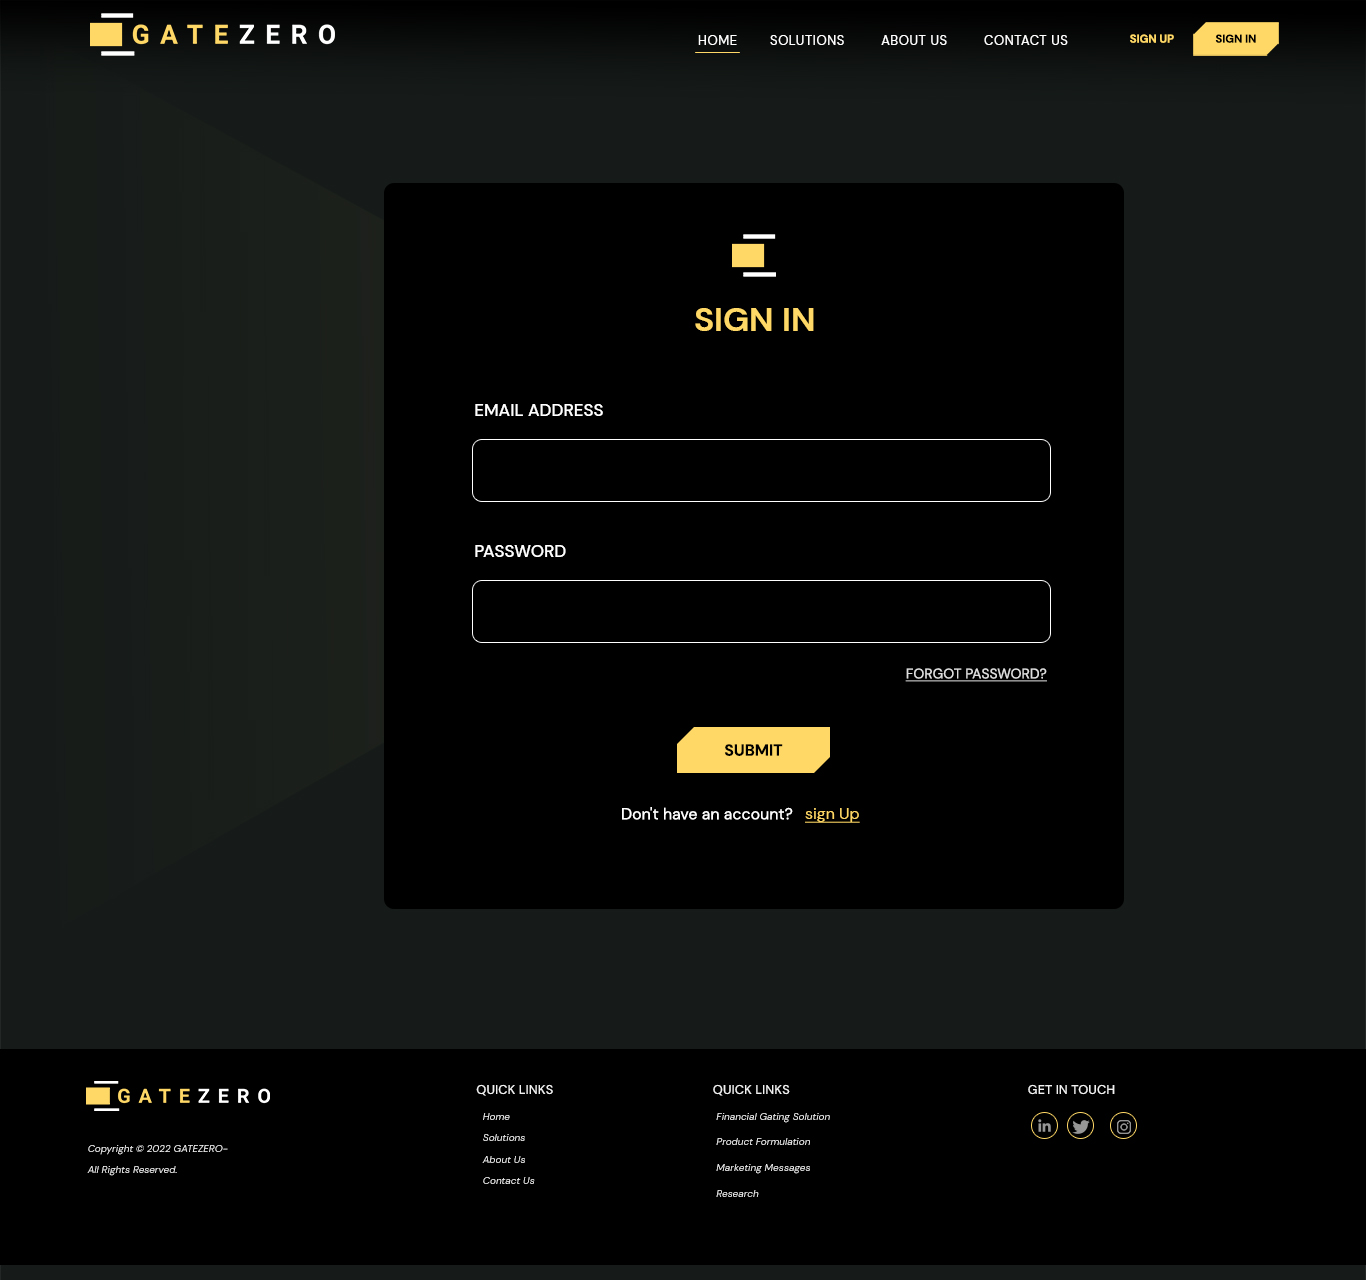 GATEZERO
HOME SOLUTIONS ABOUT US CONTACT US SIGN UP SIGN IN
SIGN IN
EMAIL ADDRESS
PASSWORD
FORGOT PASSWORD?
SUBMIT
Don't have an account? sign Up
GATEZERO
Copyright © 2022 GATEZERO-
All Rights Reserved.
QUICK LINKS
Home
Solutions
About Us
Contact Us
QUICK LINKS
Financial Gating Solution
Product Formulation
Marketing Messages
Research
GET IN TOUCH
in